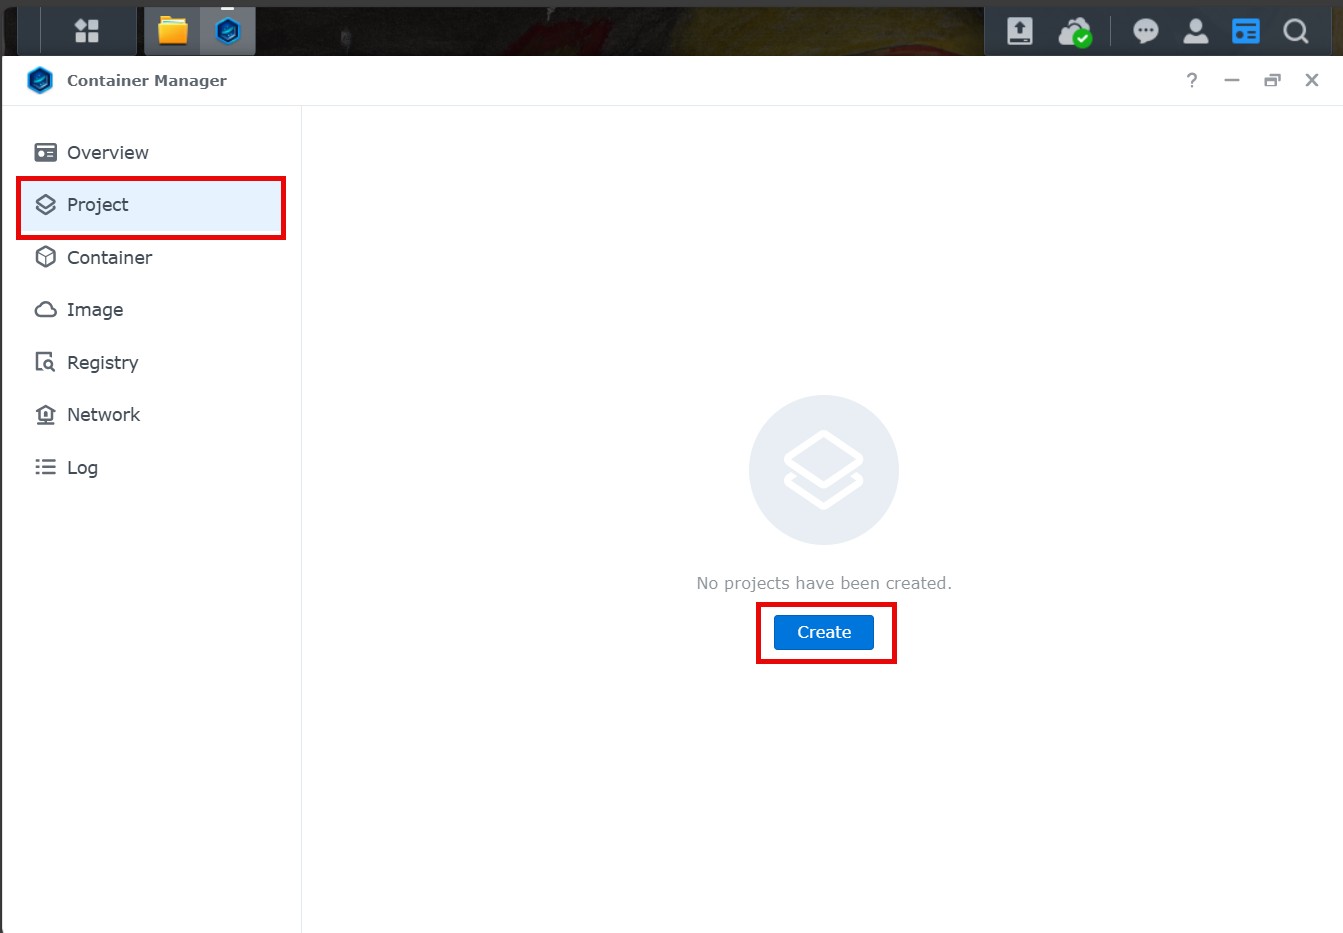 Container Manager
?
Overview
Project
Container
Image
Registry
Network
Log
No projects have been created.
Create